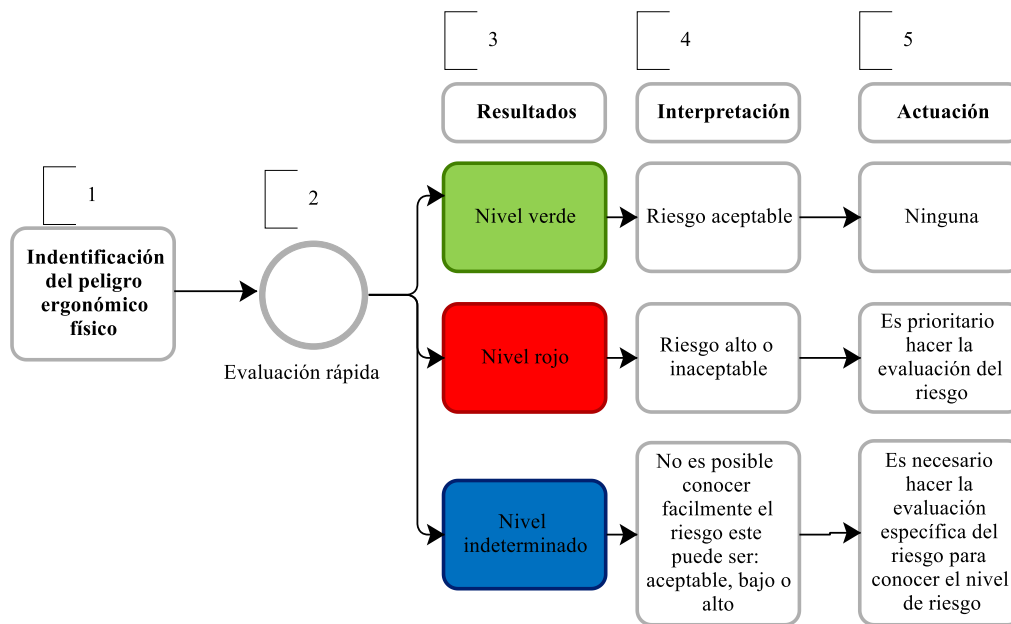 3
4
5
Resultados
Interpretación
Actuación
1
2
Indentificación
del peligro
ergonómico
físico
Evaluación rápida
Nivel verde
Riesgo aceptable
Ninguna
Nivel rojo
Riesgo alto o
inaceptable
Es prioritario
hacer la
evaluación del
riesgo
Nivel
indeterminado
No es posible
conocer
facilmente el
riesgo este
puede ser:
aceptable, bajo o
alto
Es necesario
hacer la
evaluación
específica del
riesgo para
conocer el nivel
de riesgo